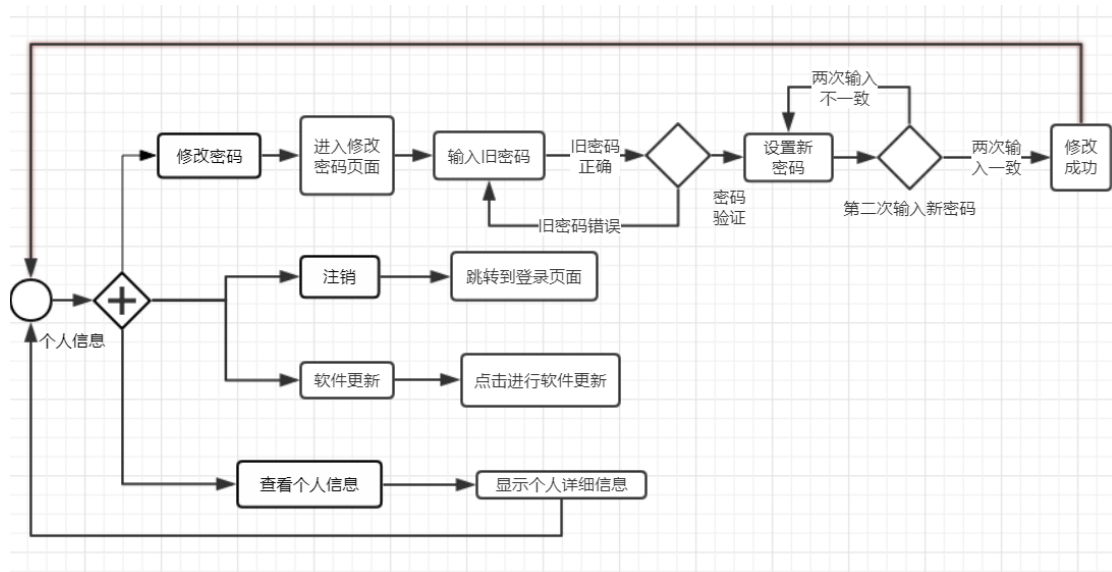 两次输入
不一致
修改密码
进入修改
密码页面
输入旧密码
旧密码
正确
设置新
密码
两次输
入一致
修改
成功
密码
验证
第二次输入新密码
旧密码错误
注销
跳转到登录页面
个人信息
软件更新
点击进行软件更新
查看个人信息
显示个人详细信息